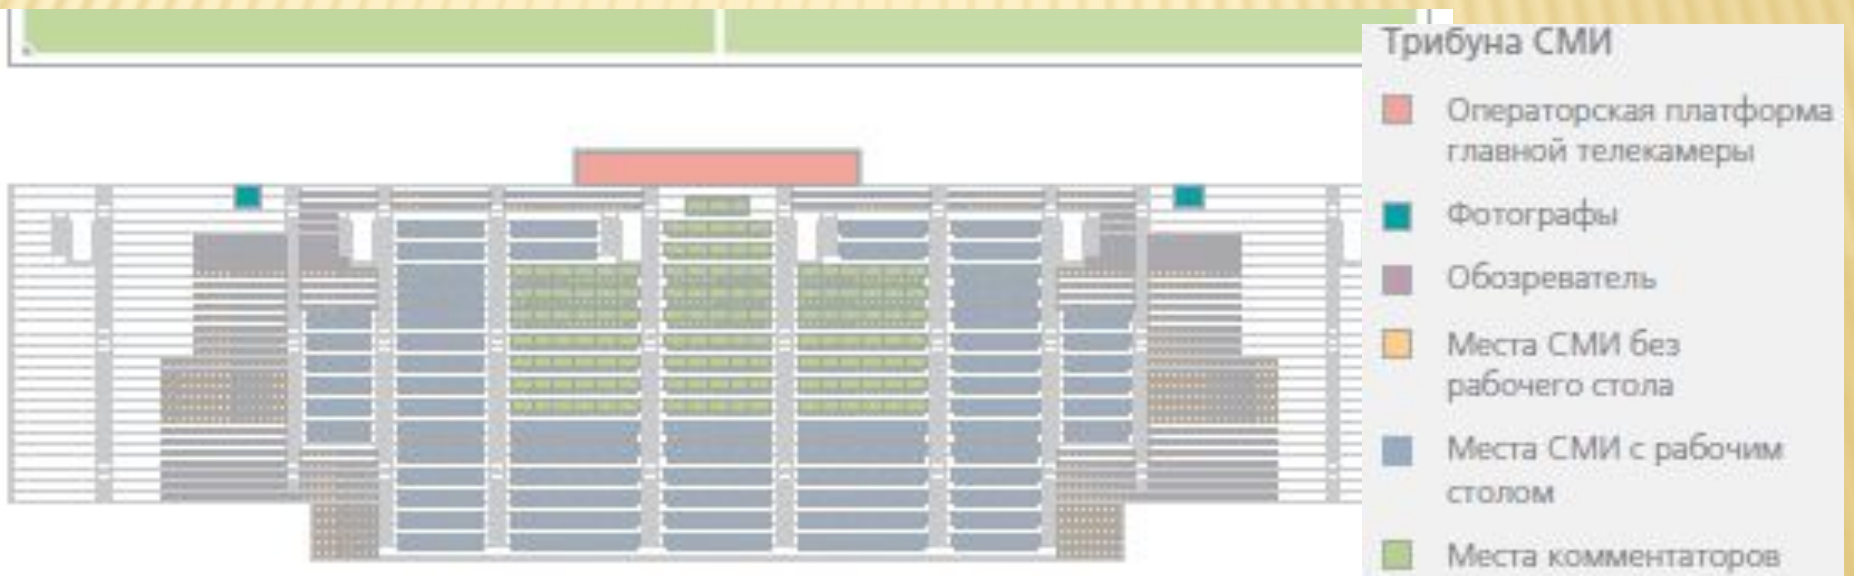 Трибуна СМИ
Операторская платформа
главной телекамеры
Фотографы
Обозреватель
Места СМИ без
рабочего стола
Места СМИ с рабочим
столом
Места комментаторов